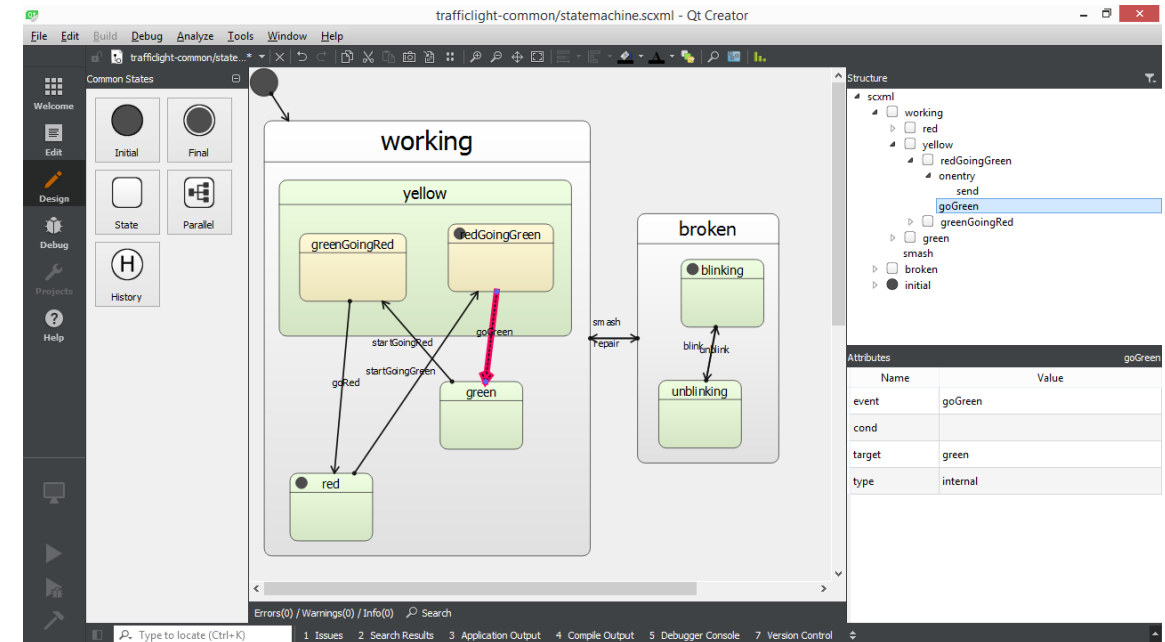 trafficlight-common/statemachine.scxml - Qt Creator
File Edit Build Debug Analyze Tools Window Help
trafficlight-common/state...*
Welcome
Edit
Design
Debug
Projects
Help
Common States
Initial Final
State Parallel
H
History
working
yellow
greenGoingRed
redGoingGreen
goGreen
startGoingRed
startGoingGreen
goRed
green
red
smash
repair
broken
blinking
blink
unblink
unblinking
Structure
scxml
working
red
yellow
redGoingGreen
onentry
send
goGreen
greenGoingRed
green
smash
broken
initial
Attributes goGreen
Name Value
event goGreen
cond
target green
type internal
Errors(0) / Warnings(0) / Info(0) Search
Type to locate (Ctrl+K) 1 Issues 2 Search Results 3 Application Output 4 Compile Output 5 Debugger Console 7 Version Control